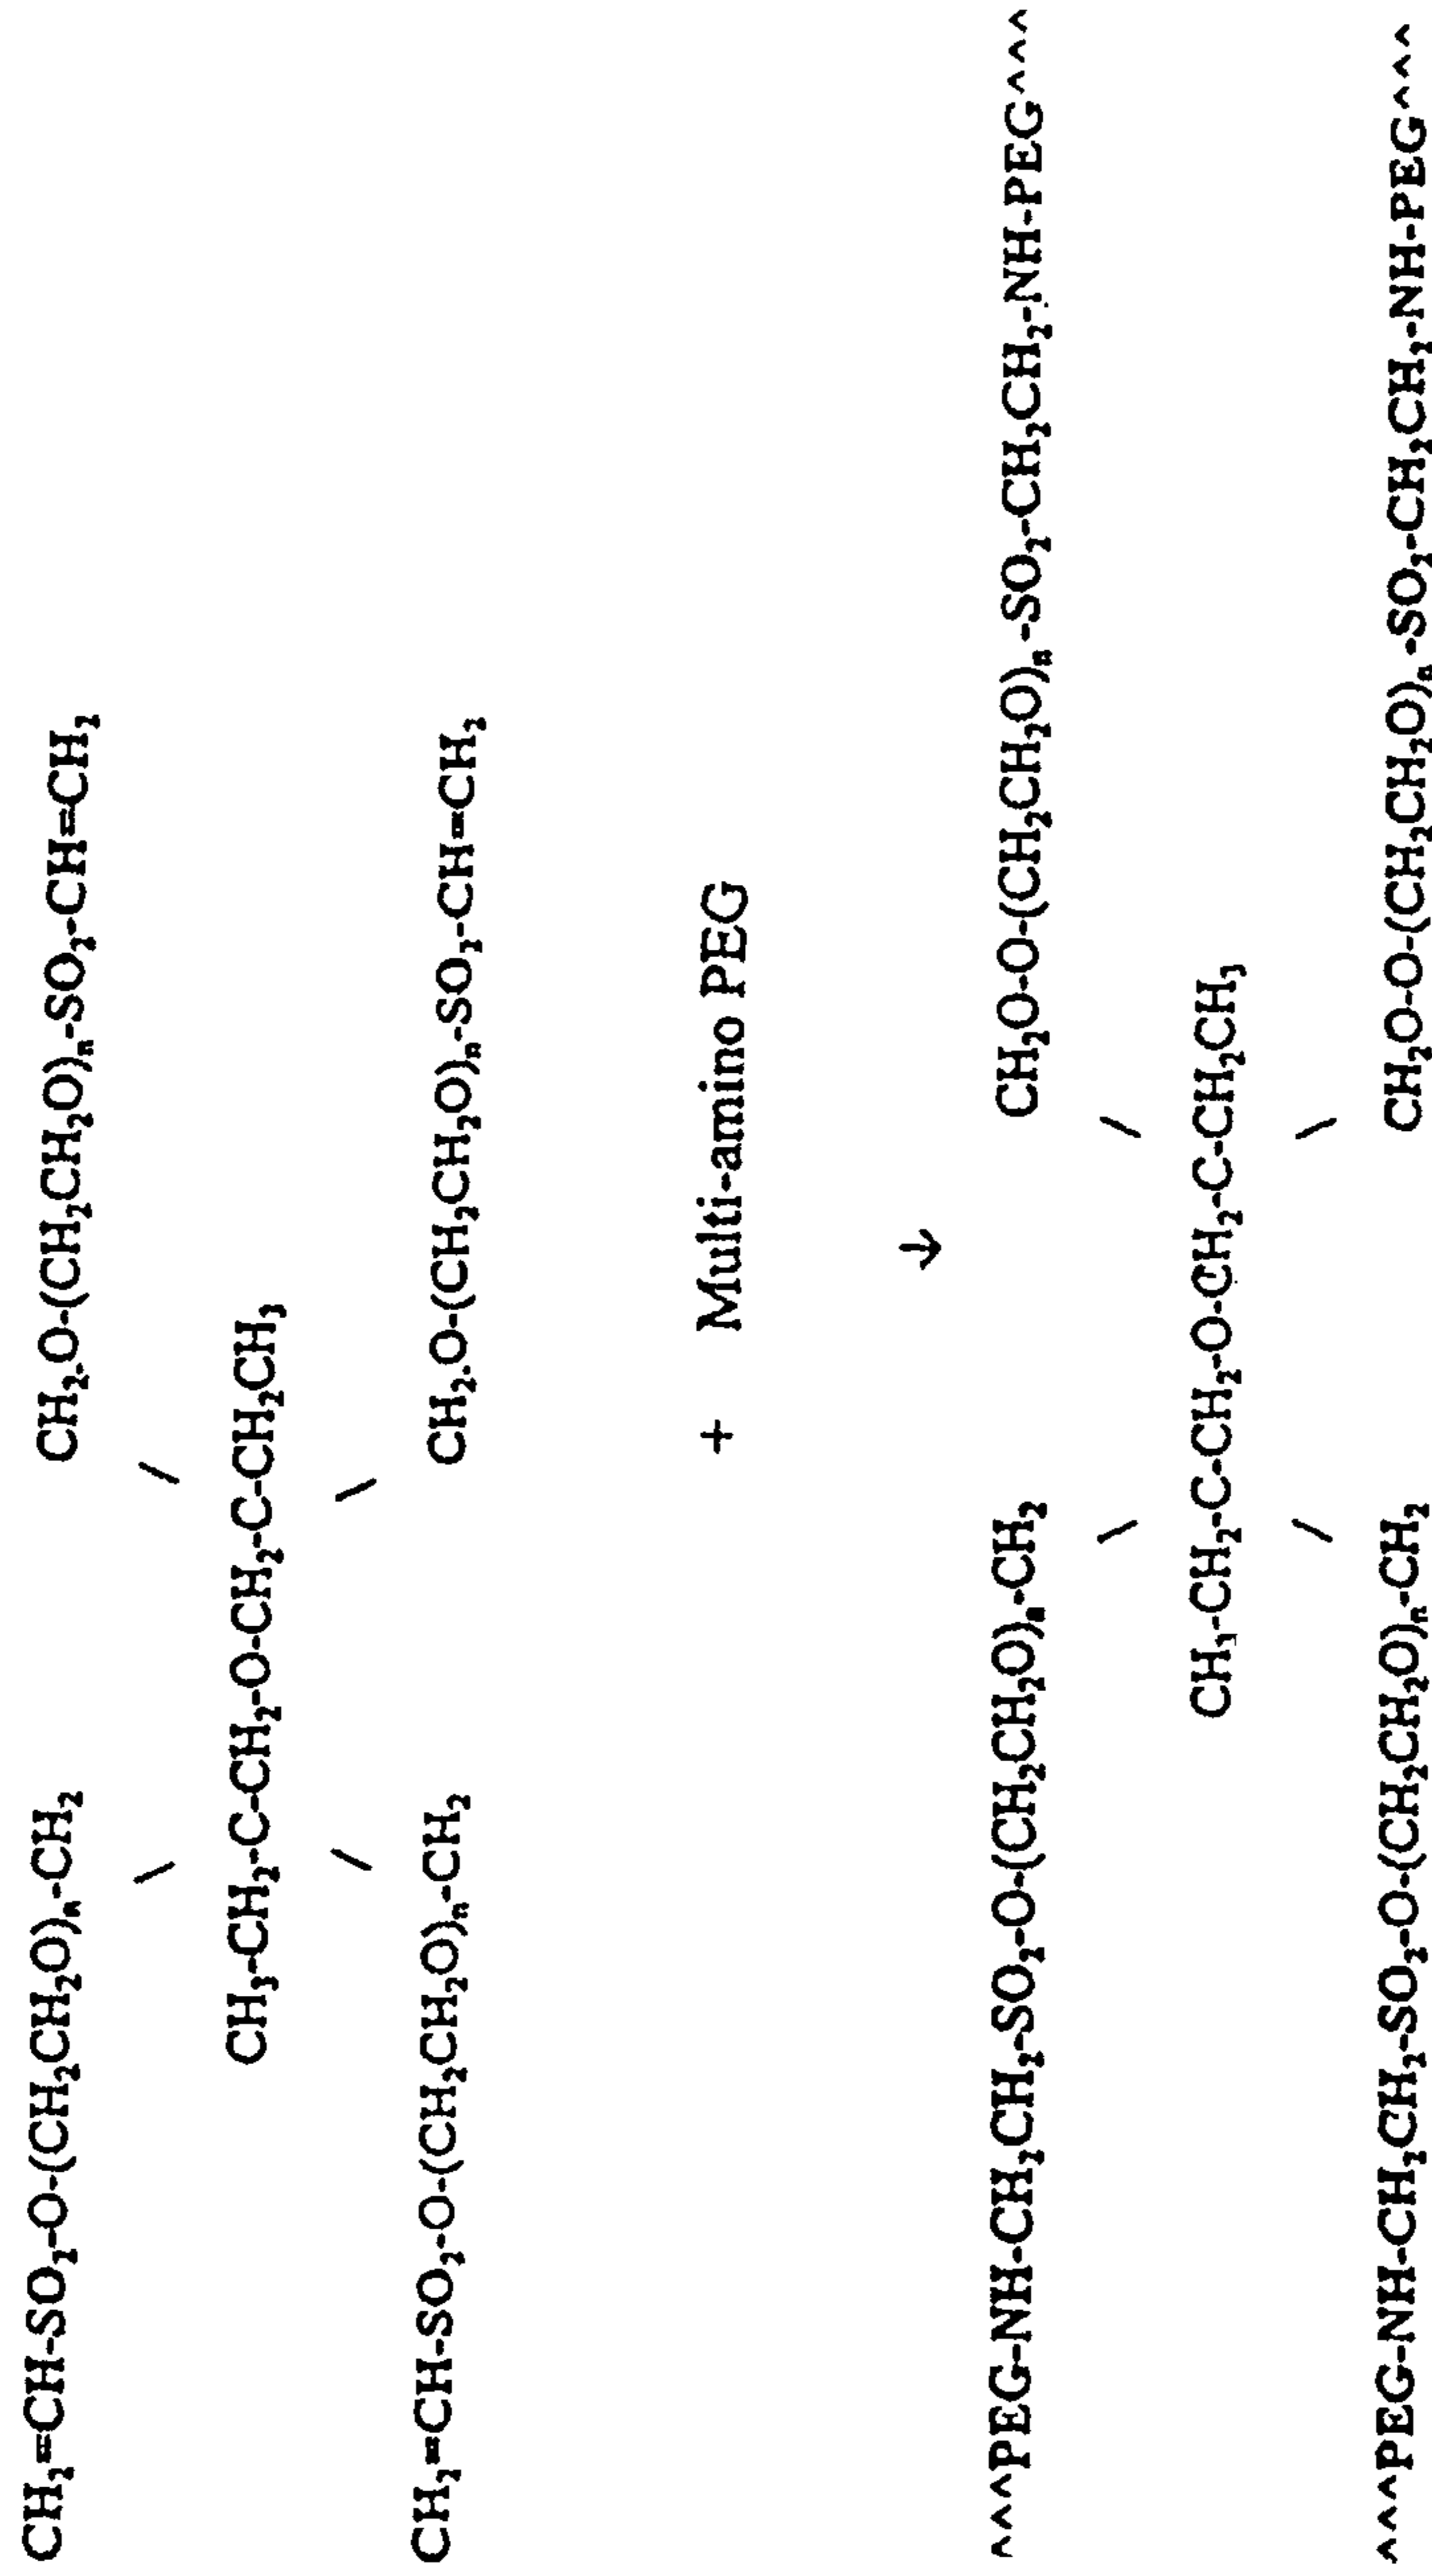 CH₂=CH-SO₂-O-(CH₂CH₂O)ₙ-CH₂ CH₂-O-(CH₂CH₂O)ₙ-SO₂-CH=CH₂
\ /
CH₃-CH₂-C-CH₂-O-CH₂-C-CH₂CH₃
/ \
CH₂=CH-SO₂-O-(CH₂CH₂O)ₙ-CH₂ CH₂-O-(CH₂CH₂O)ₙ-SO₂-CH=CH₂
+ Multi-amino PEG
↓
^^^PEG-NH-CH₂CH₂-SO₂-O-(CH₂CH₂O)ₙ-CH₂ CH₂O-O-(CH₂CH₂O)ₙ-SO₂-CH₂CH₂-NH-PEG^^^
\ /
CH₃-CH₂-C-CH₂-O-CH₂-C-CH₂CH₃
/ \
^^^PEG-NH-CH₂CH₂-SO₂-O-(CH₂CH₂O)ₙ-CH₂ CH₂O-O-(CH₂CH₂O)ₙ-SO₂-CH₂CH₂-NH-PEG^^^